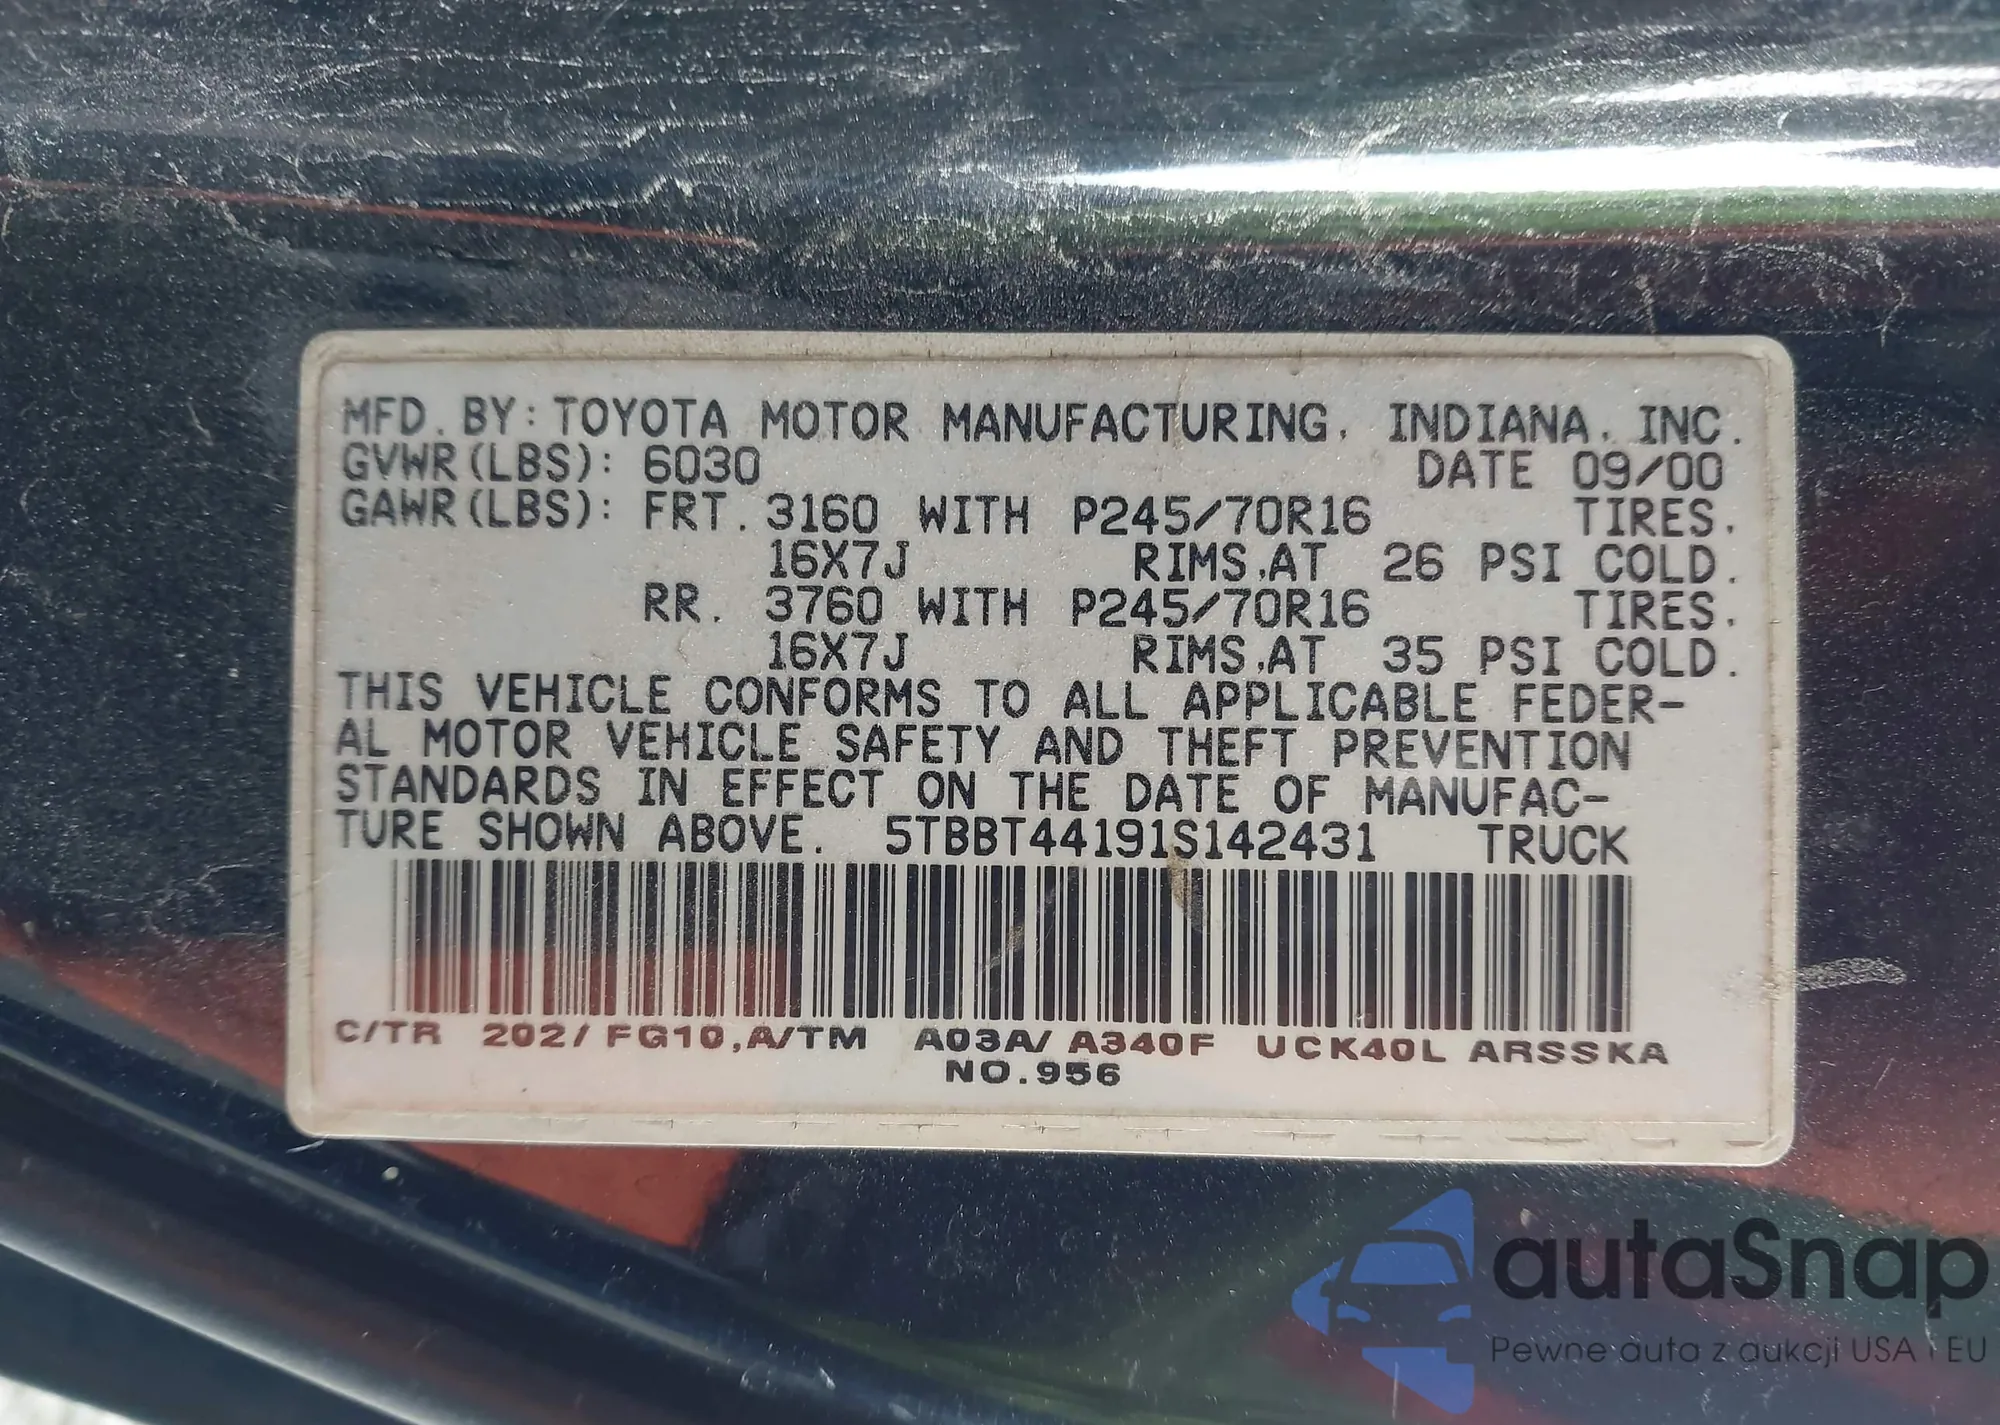 MFD. BY: TOYOTA MOTOR MANUFACTURING, INDIANA, INC.
GVWR(LBS): 6030 DATE 09/00
GAWR(LBS): FRT. 3160 WITH P245/70R16 TIRES,
16X7J RIMS,AT 26 PSI COLD.
RR. 3760 WITH P245/70R16 TIRES,
16X7J RIMS,AT 35 PSI COLD.
THIS VEHICLE CONFORMS TO ALL APPLICABLE FEDER-
AL MOTOR VEHICLE SAFETY AND THEFT PREVENTION
STANDARDS IN EFFECT ON THE DATE OF MANUFAC-
TURE SHOWN ABOVE. 5TBBT44191S142431 TRUCK
C/TR 202/FG10,A/TM A03A/A340F UCK40L ARSSKA
NO.956
autaSnap
Pewne auta z aukcji USA i EU